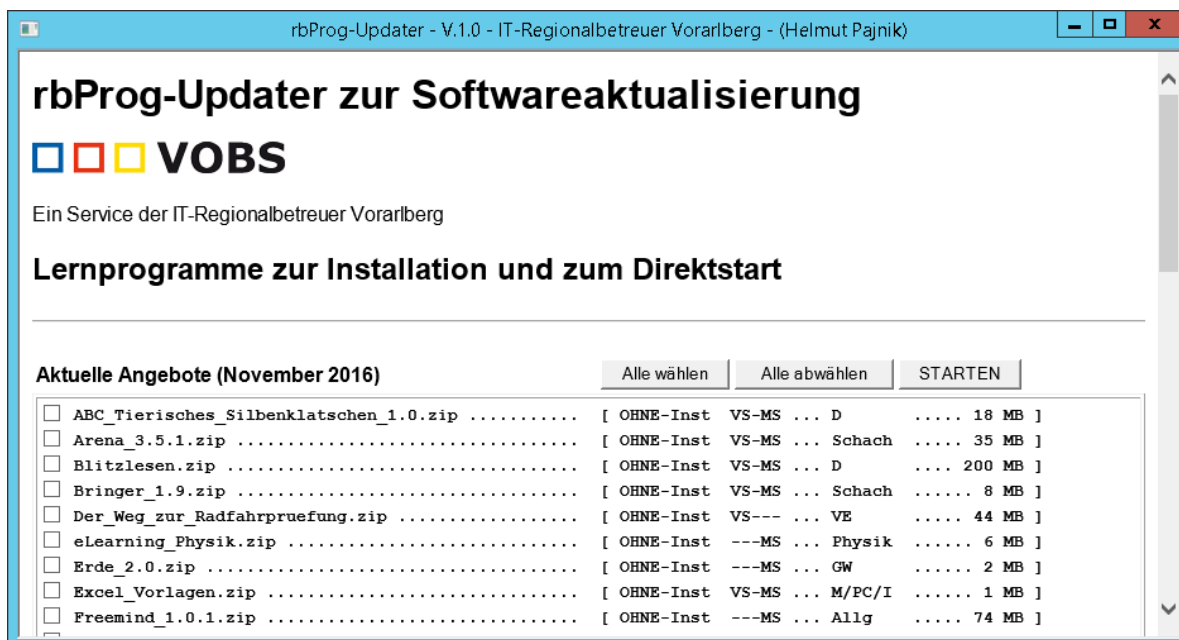 rbProg-Updater - V.1.0 - IT-Regionalbetreuer Vorarlberg - (Helmut Pajnik)
rbProg-Updater zur Softwareaktualisierung
VOBS
Ein Service der IT-Regionalbetreuer Vorarlberg
Lernprogramme zur Installation und zum Direktstart
Aktuelle Angebote (November 2016) Alle wählen Alle abwählen STARTEN
ABC_Tierisches_Silbenklatschen_1.0.zip ........... [ OHNE-Inst VS-MS ... D ..... 18 MB ]
Arena_3.5.1.zip .................................. [ OHNE-Inst VS-MS ... Schach ..... 35 MB ]
Blitzlesen.zip ................................... [ OHNE-Inst VS-MS ... D .... 200 MB ]
Bringer_1.9.zip .................................. [ OHNE-Inst VS-MS ... Schach ...... 8 MB ]
Der_Weg_zur_Radfahrpruefung.zip .................. [ OHNE-Inst VS--- ... VE ..... 44 MB ]
eLearning_Physik.zip ............................. [ OHNE-Inst ---MS ... Physik ...... 6 MB ]
Erde_2.0.zip ..................................... [ OHNE-Inst ---MS ... GW ...... 2 MB ]
Excel_Vorlagen.zip ............................... [ OHNE-Inst VS-MS ... M/PC/I ...... 1 MB ]
Freemind_1.0.1.zip ............................... [ OHNE-Inst ---MS ... Allg ..... 74 MB ]